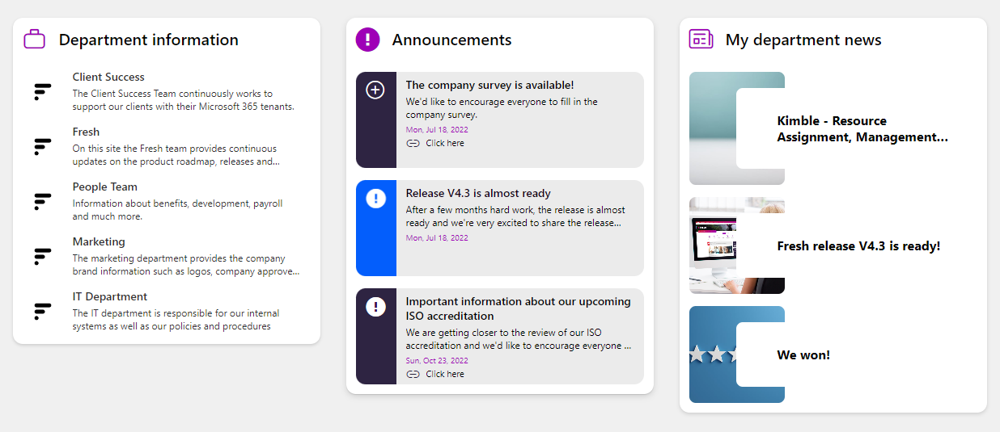 Department information
Client Success
The Client Success Team continuously works to
support our clients with their Microsoft 365 tenants.
Fresh
On this site the Fresh team provides continuous
updates on the product roadmap, releases and...
People Team
Information about benefits, development, payroll
and much more.
Marketing
The marketing department provides the company
brand information such as logos, company approve...
IT Department
The IT department is responsible for our internal
systems as well as our policies and procedures
Announcements
The company survey is available!
We'd like to encourage everyone to fill in the
company survey.
Mon, Jul 18, 2022
Click here
Release V4.3 is almost ready
After a few months hard work, the release is almost
ready and we're very excited to share the release...
Mon, Jul 18, 2022
Important information about our upcoming
ISO accreditation
We are getting closer to the review of our ISO
accreditation and we'd like to encourage everyone ...
Sun, Oct 23, 2022
Click here
My department news
Kimble - Resource
Assignment, Management...
Fresh release V4.3 is ready!
We won!